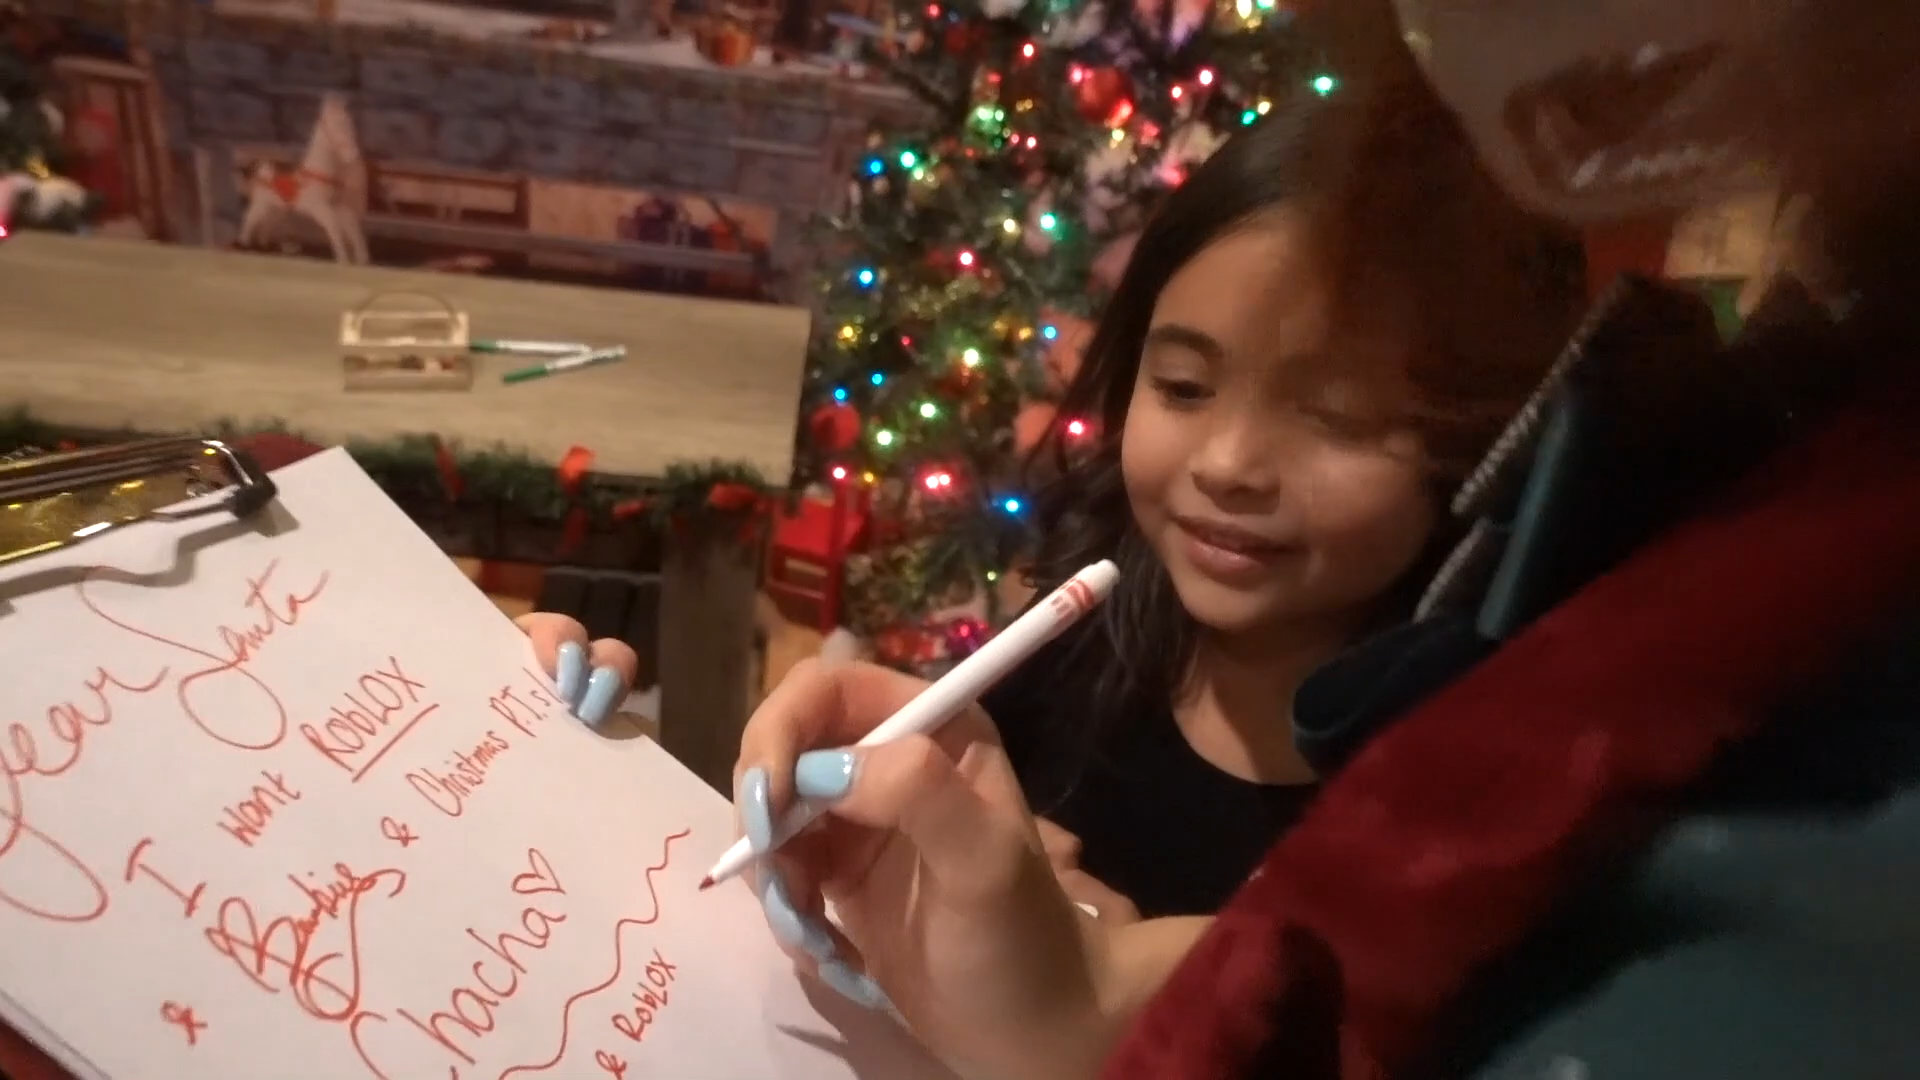 Dear Santa
I want ROblOX
& Barbies & Christmas P.J.s!
Chacha♡
& RoblOX